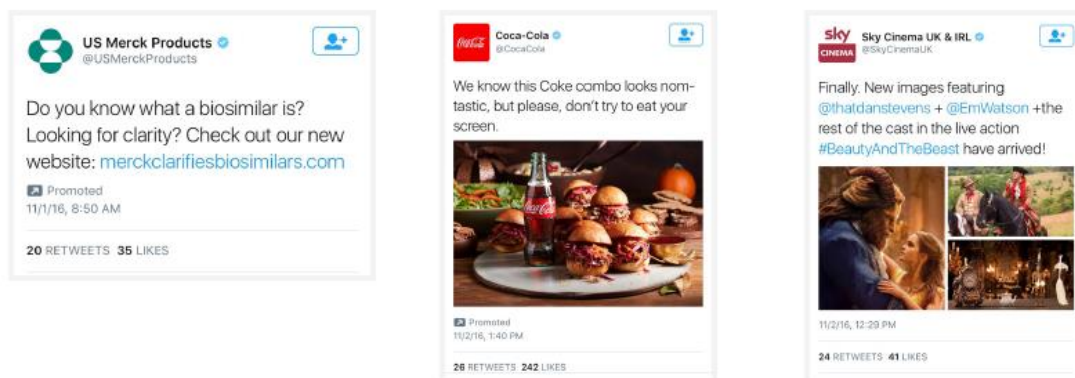 US Merck Products
@USMerckProducts
Do you know what a biosimilar is?
Looking for clarity? Check out our new
website: merckclarifiesbiosimilars.com
Promoted
11/1/16, 8:50 AM
20 RETWEETS 35 LIKES
Coca-Cola
Coca-Cola
@CocaCola
We know this Coke combo looks nom-
tastic, but please, don't try to eat your
screen.
Coca-Cola
Promoted
11/2/16, 1:40 PM
26 RETWEETS 242 LIKES
sky
CINEMA
Sky Cinema UK & IRL
@SkyCinemaUK
Finally. New images featuring
@thatdanstevens + @EmWatson +the
rest of the cast in the live action
#BeautyAndTheBeast have arrived!
11/2/16, 12:29 PM
24 RETWEETS 41 LIKES